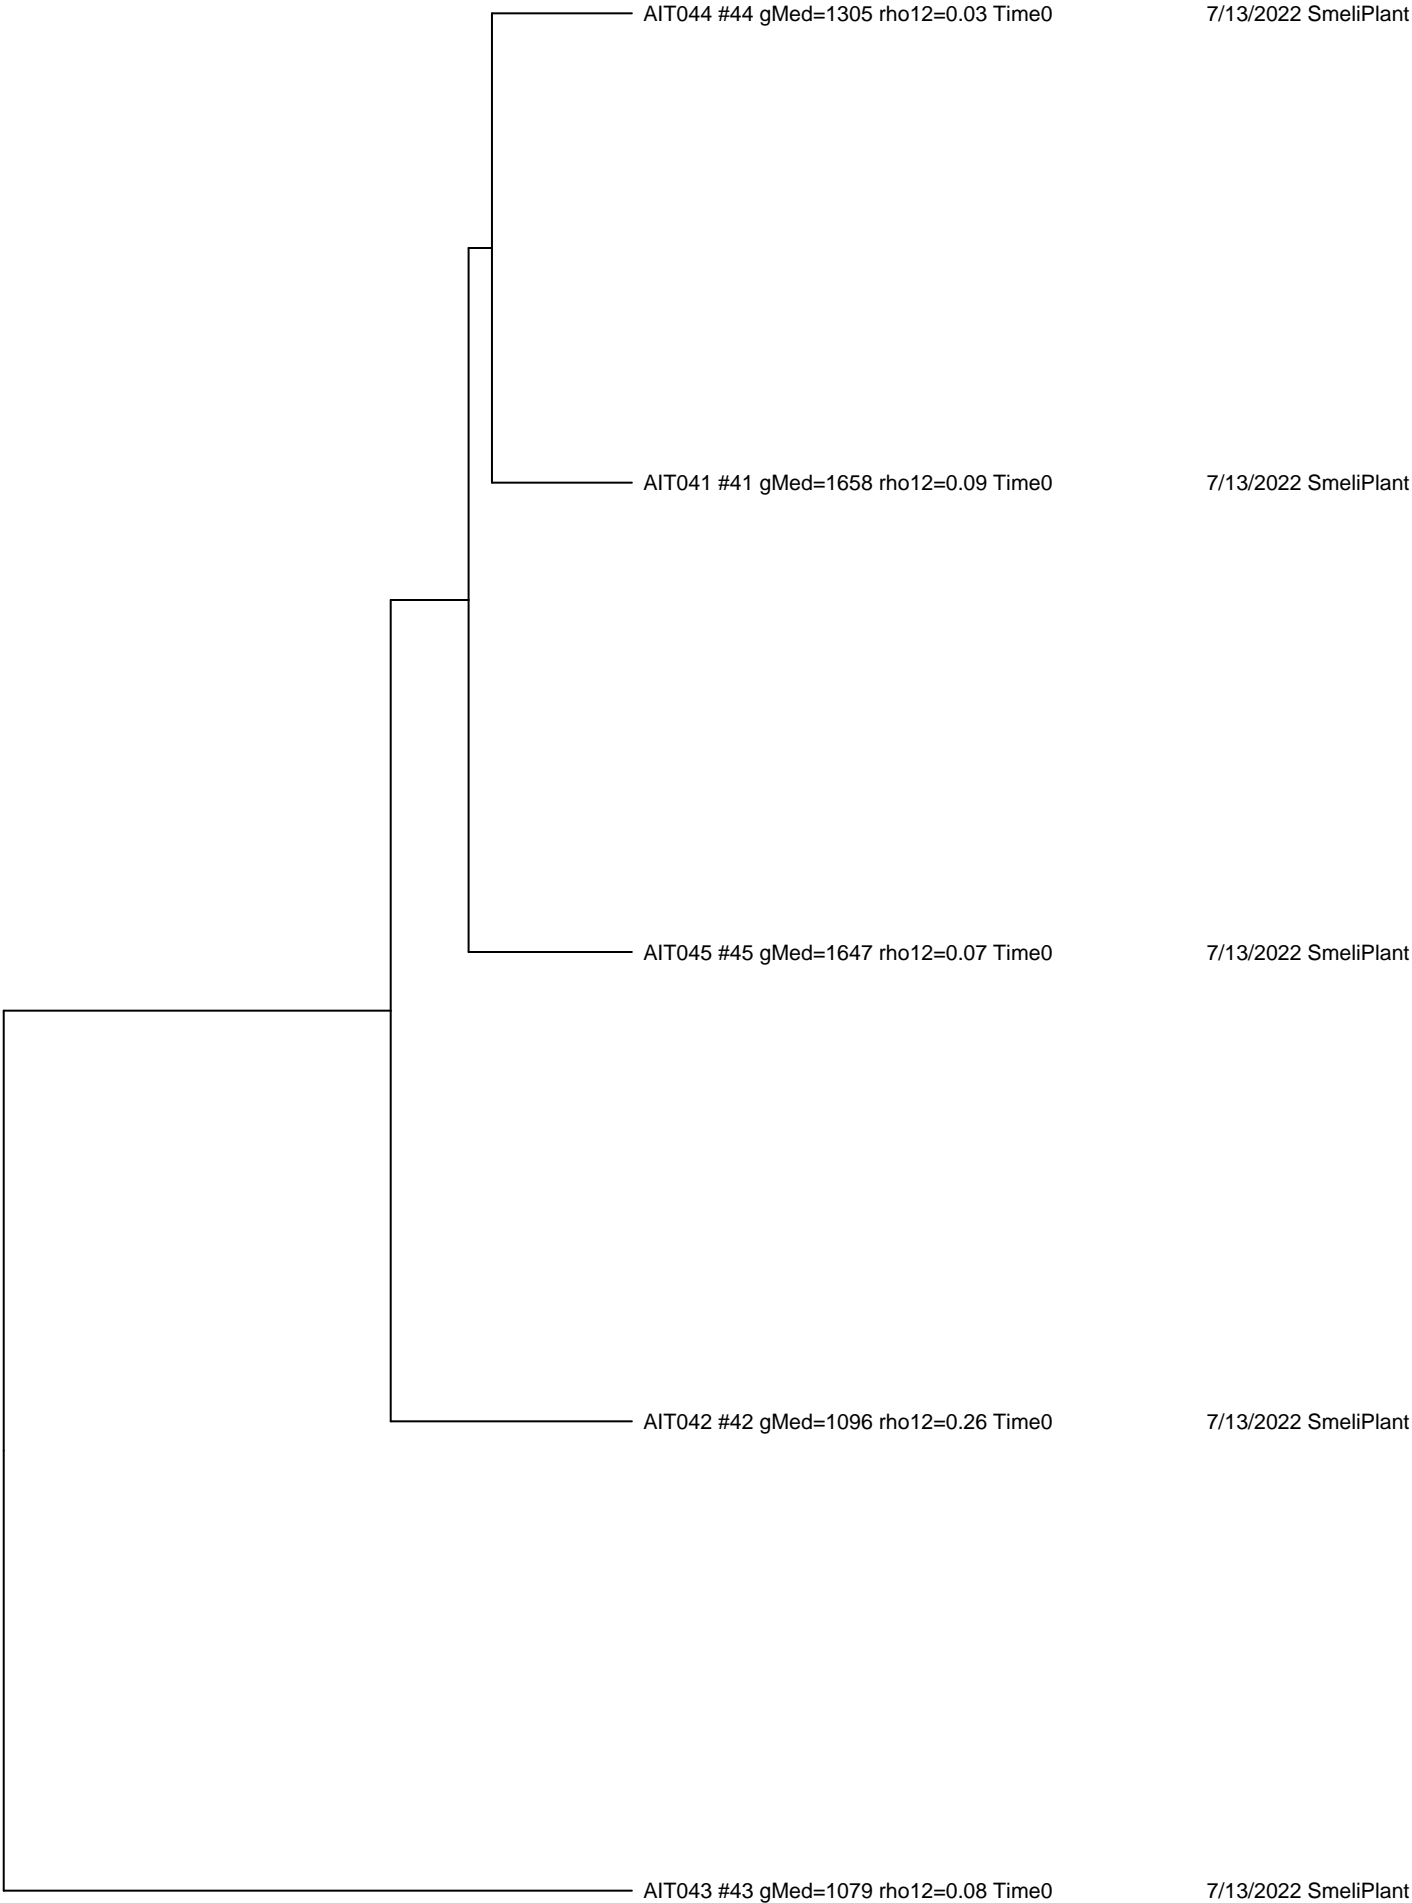 AIT044 #44 gMed=1305 rho12=0.03 Time0 7/13/2022 SmeliPlant
AIT041 #41 gMed=1658 rho12=0.09 Time0 7/13/2022 SmeliPlant
AIT045 #45 gMed=1647 rho12=0.07 Time0 7/13/2022 SmeliPlant
AIT042 #42 gMed=1096 rho12=0.26 Time0 7/13/2022 SmeliPlant
AIT043 #43 gMed=1079 rho12=0.08 Time0 7/13/2022 SmeliPlant